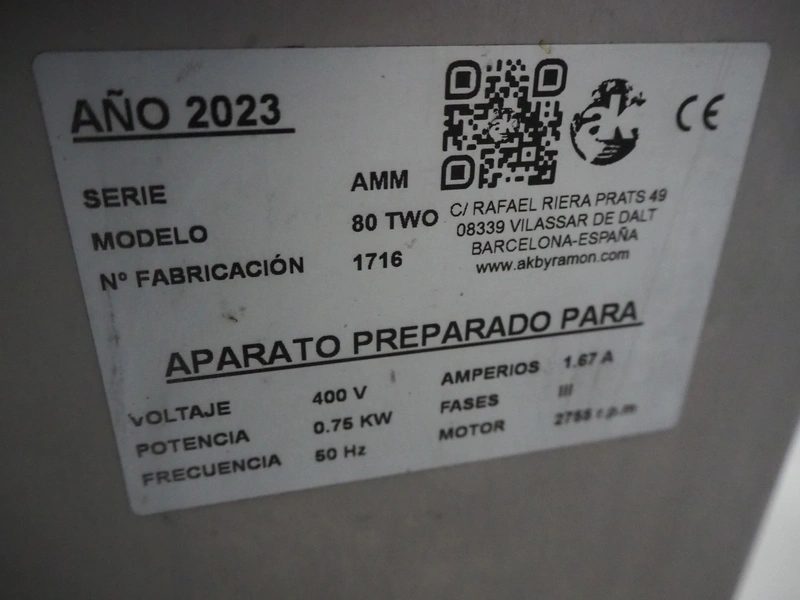 AÑO 2023
SERIE AMM
MODELO 80 TWO
Nº FABRICACIÓN 1716
ak
CE
C/ RAFAEL RIERA PRATS 49
08339 VILASSAR DE DALT
BARCELONA-ESPAÑA
www.akbyramon.com
APARATO PREPARADO PARA
VOLTAJE 400 V AMPERIOS 1.67 A
POTENCIA 0.75 KW FASES III
FRECUENCIA 50 Hz MOTOR 2755 r.p.m